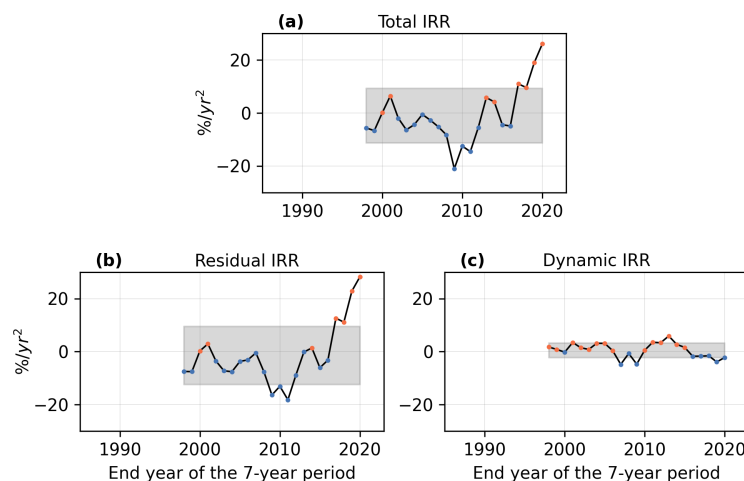 (a) Total IRR
%/yr²
20
0
−20
1990 2000 2010 2020
(b) Residual IRR
%/yr²
20
0
−20
1990 2000 2010 2020
End year of the 7-year period
(c) Dynamic IRR
20
0
−20
1990 2000 2010 2020
End year of the 7-year period